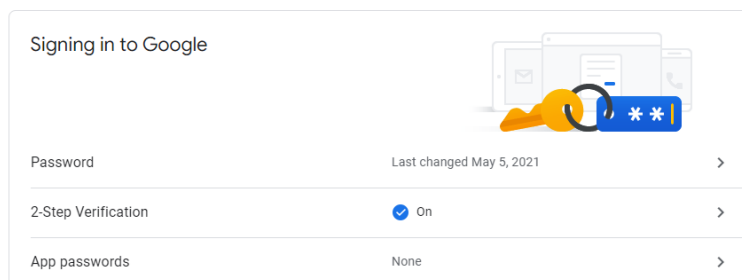 Signing in to Google
**
Password Last changed May 5, 2021
2-Step Verification On
App passwords None